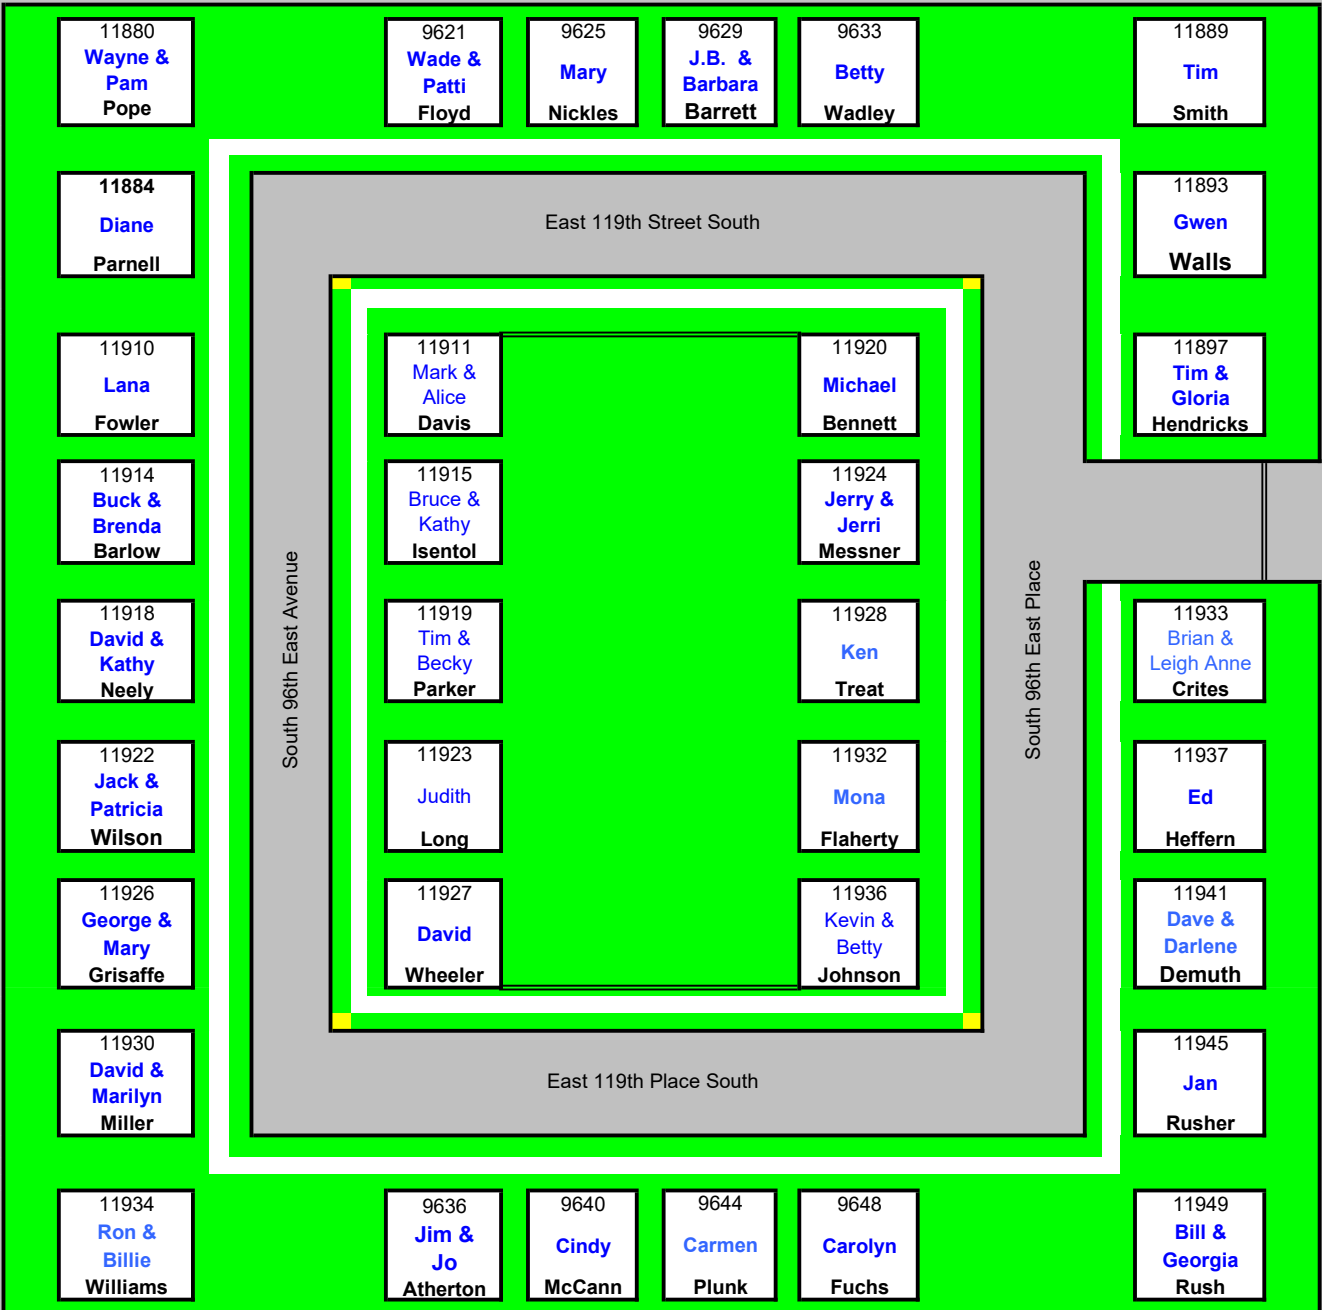 11880
Wayne &
Pam
Pope
9621
Wade &
Patti
Floyd
9625
Mary
Nickles
9629
J.B. &
Barbara
Barrett
9633
Betty
Wadley
11889
Tim
Smith
11884
Diane
Parnell
East 119th Street South
11893
Gwen
Walls
11910
Lana
Fowler
11911
Mark &
Alice
Davis
11920
Michael
Bennett
11897
Tim &
Gloria
Hendricks
11914
Buck &
Brenda
Barlow
11915
Bruce &
Kathy
Isentol
11924
Jerry &
Jerri
Messner
South 96th East Avenue
South 96th East Place
11918
David &
Kathy
Neely
11919
Tim &
Becky
Parker
11928
Ken
Treat
11933
Brian &
Leigh Anne
Crites
11922
Jack &
Patricia
Wilson
11923
Judith
Long
11932
Mona
Flaherty
11937
Ed
Heffern
11926
George &
Mary
Grisaffe
11927
David
Wheeler
11936
Kevin &
Betty
Johnson
11941
Dave &
Darlene
Demuth
11930
David &
Marilyn
Miller
East 119th Place South
11945
Jan
Rusher
11934
Ron &
Billie
Williams
9636
Jim &
Jo
Atherton
9640
Cindy
McCann
9644
Carmen
Plunk
9648
Carolyn
Fuchs
11949
Bill &
Georgia
Rush